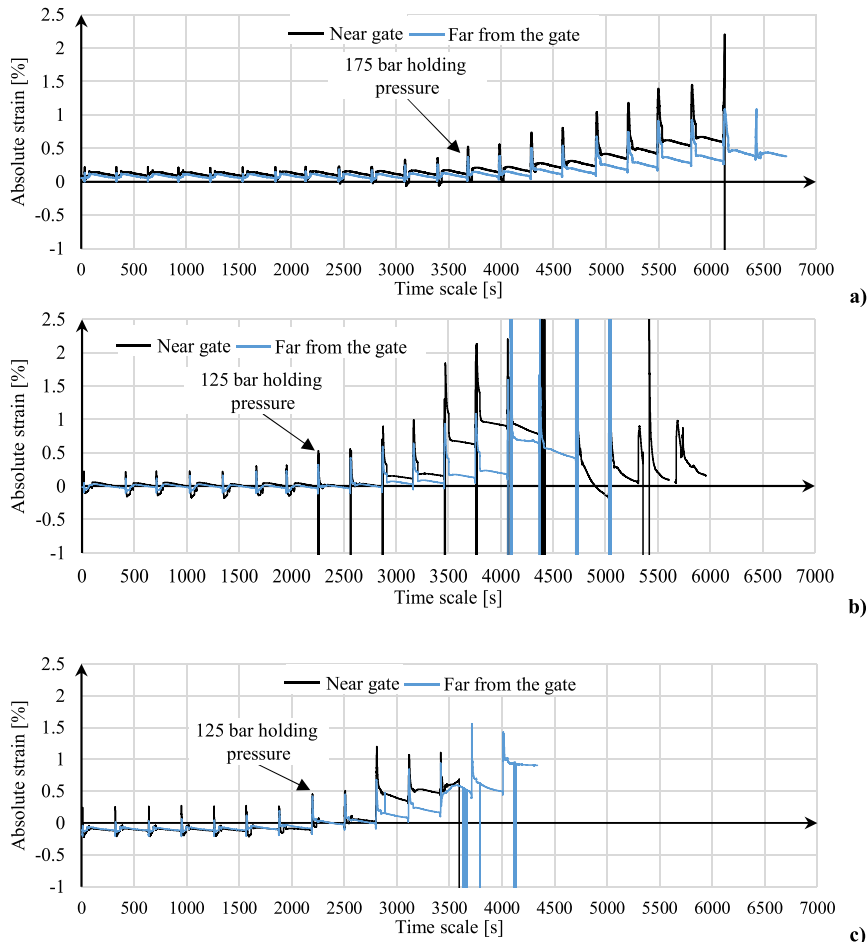 2.5
2
1.5
1
0.5
0
-0.5
-1
Absolute strain [%]
Near gate
Far from the gate
175 bar holding
pressure
0 500 1000 1500 2000 2500 3000 3500 4000 4500 5000 5500 6000 6500 7000
Time scale [s]
a)
2.5
2
1.5
1
0.5
0
-0.5
-1
Absolute strain [%]
Near gate
Far from the gate
125 bar holding
pressure
0 500 1000 1500 2000 2500 3000 3500 4000 4500 5000 5500 6000 6500 7000
Time scale [s]
b)
2.5
2
1.5
1
0.5
0
-0.5
-1
Absolute strain [%]
Near gate
Far from the gate
125 bar holding
pressure
0 500 1000 1500 2000 2500 3000 3500 4000 4500 5000 5500 6000 6500 7000
Time scale [s]
c)